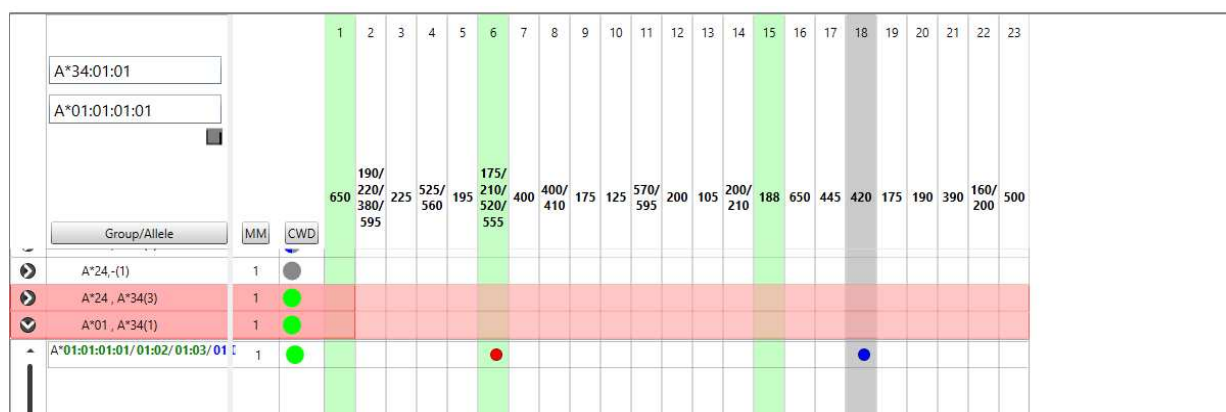 1 2 3 4 5 6 7 8 9 10 11 12 13 14 15 16 17 18 19 20 21 22 23
A*34:01:01
A*01:01:01:01
650 190/220/380/595 225 525/560 195 175/210/520/555 400 400/410 175 125 570/595 200 105 200/210 188 650 445 420 175 190 390 160/200 500
Group/Allele MM CWD
A*24,-(1) 1
A*24 , A*34(3) 1
A*01 , A*34(1) 1
A*01:01:01:01/01:02/01:03/01 1